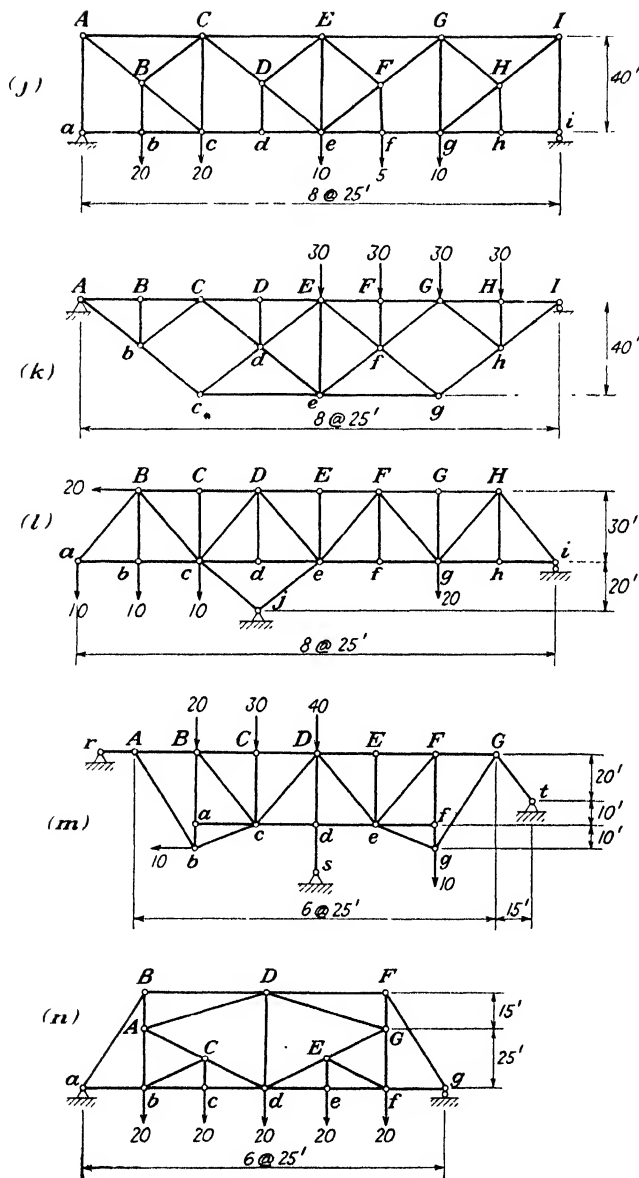 A C E G I
(j) B D F H 40'
a b c d e f g h i
20 20 10 5 10
8 @ 25'
30 30 30 30
A B C D E F G H I
(k) b d f h 40'
c e g
8 @ 25'
20 B C D E F G H
(l) 30'
a b c d e f g h i
10 10 10 j 20 20'
8 @ 25'
20 30 40
r A B C D E F G
20'
(m) a c d e f t 10'
10 b s g 10'
10
6 @ 25' 15'
B D F
(n) A G 15'
C E 25'
a b c d e f g
20 20 20 20 20
6 @ 25'